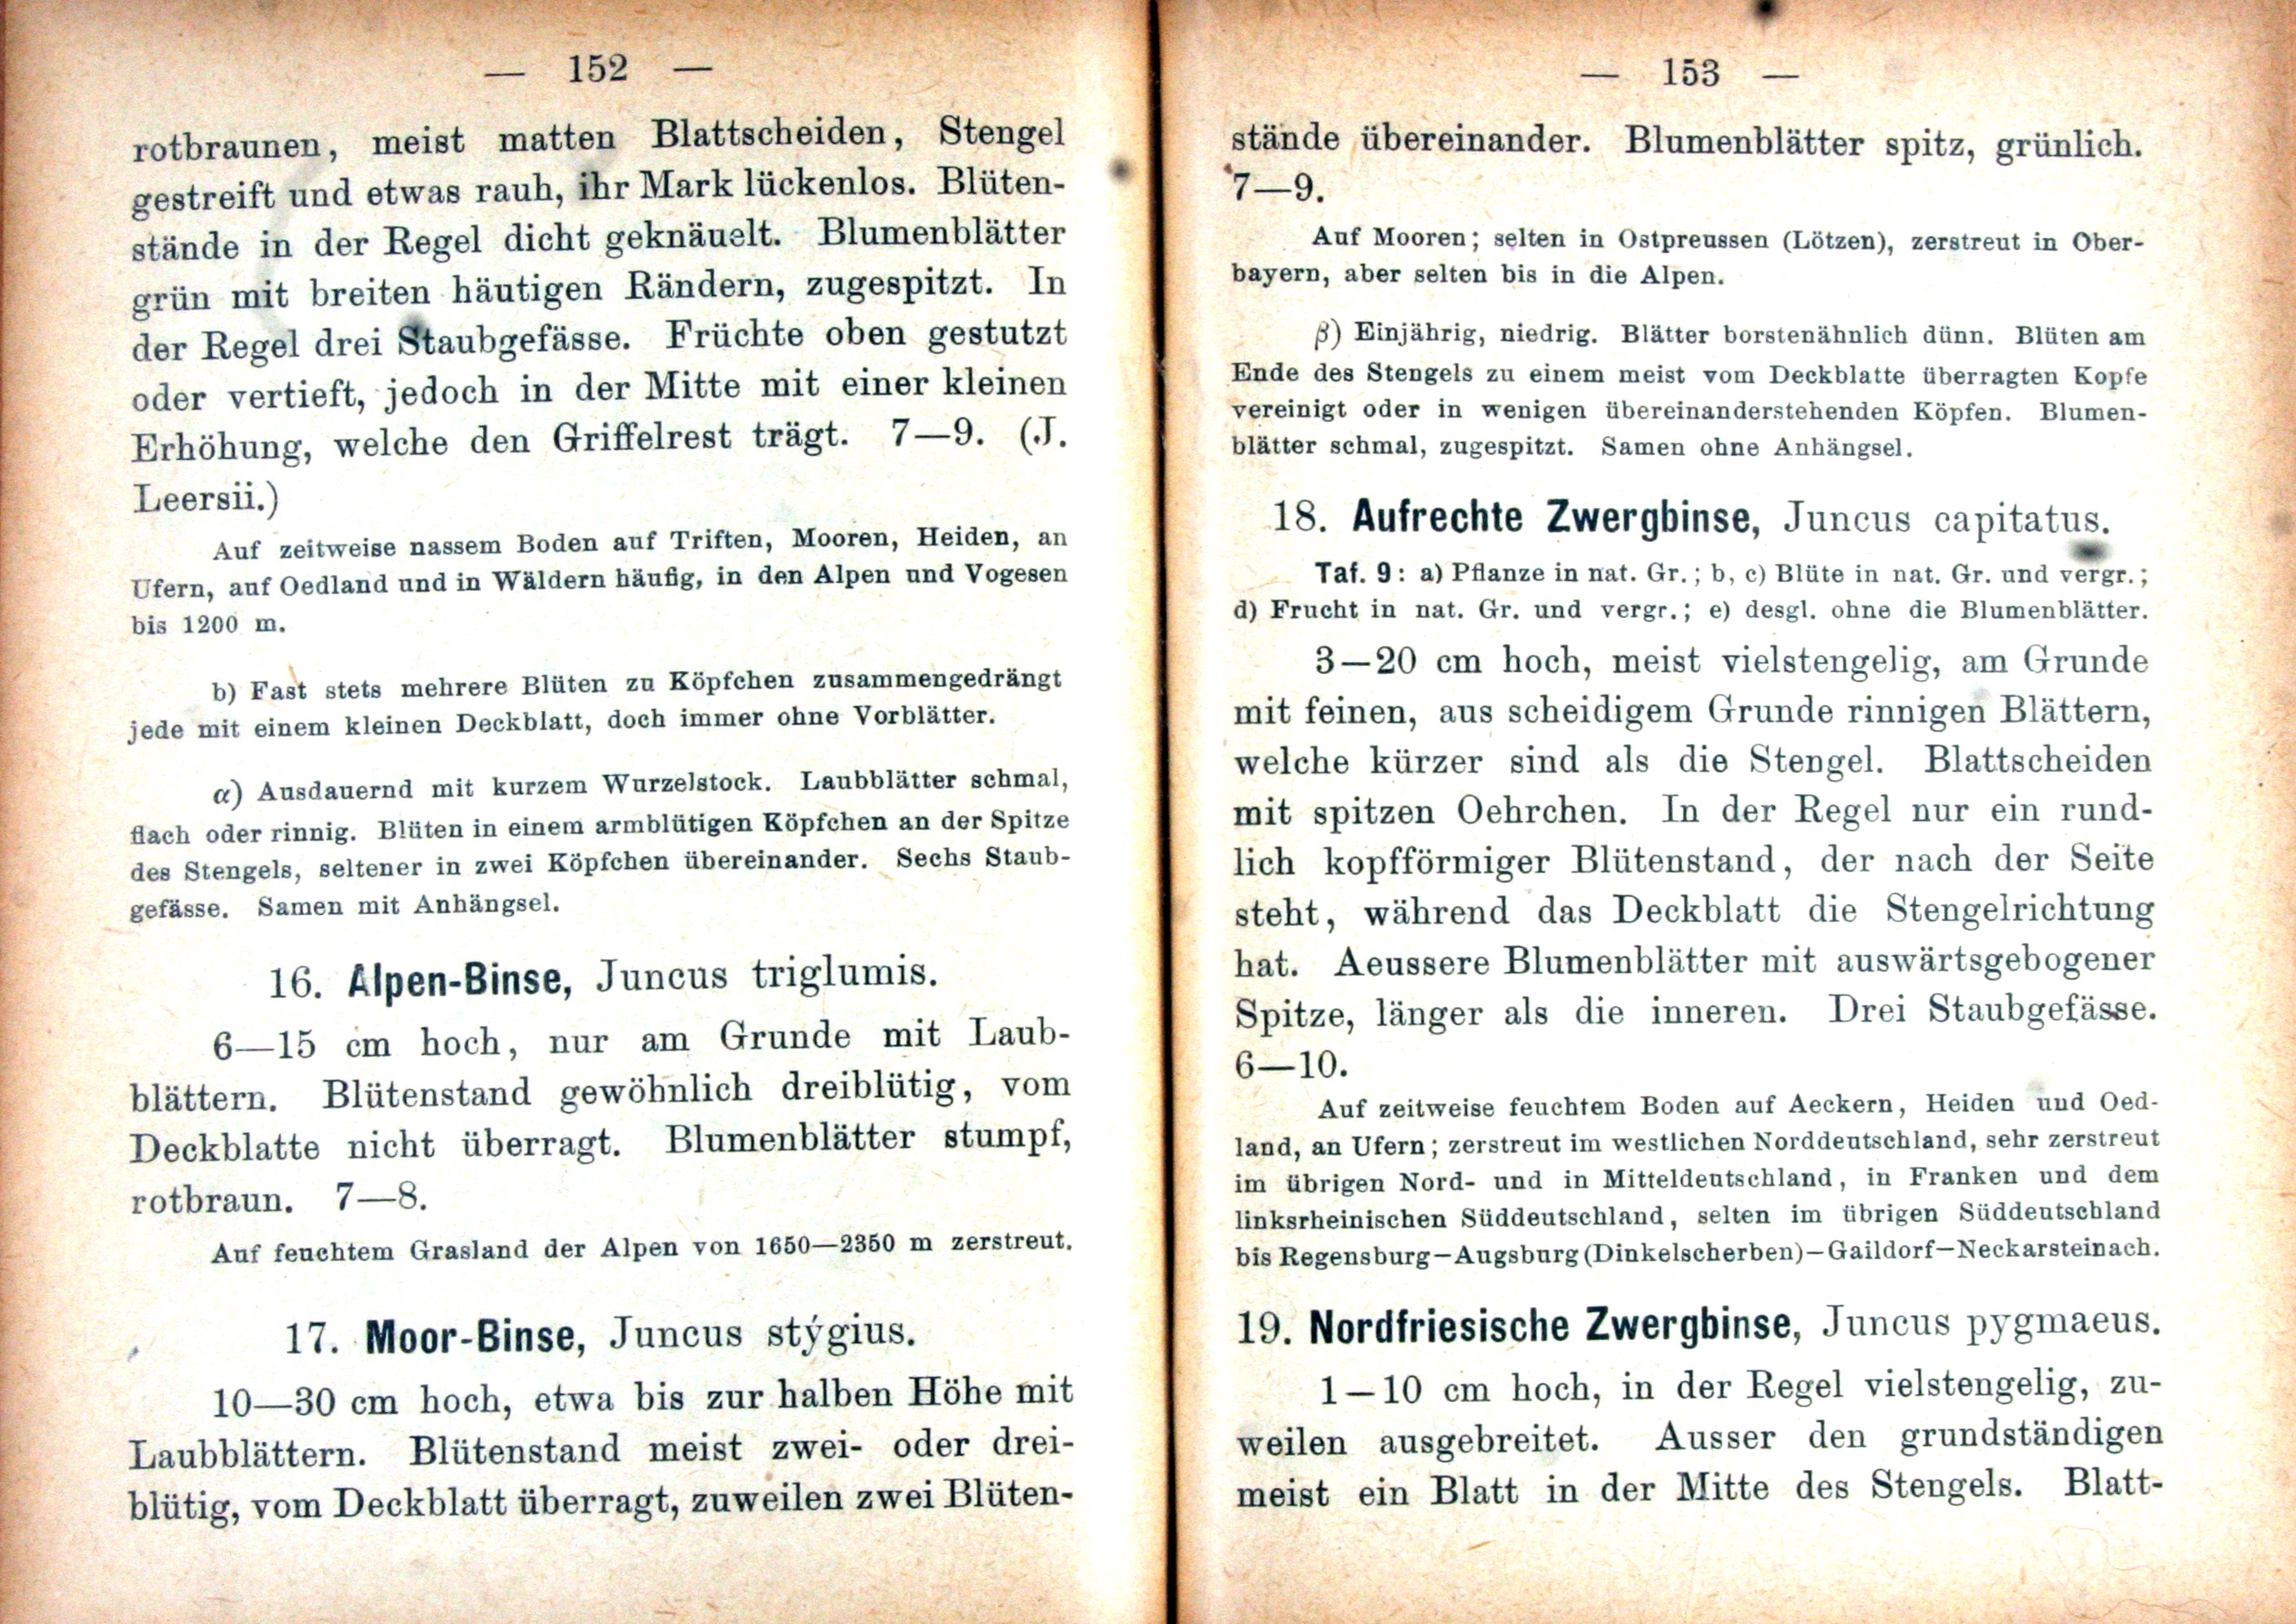 — 152 —
rotbraunen, meist matten Blattscheiden, Stengel
gestreift und etwas rauh, ihr Mark lückenlos. Blüten-
stände in der Regel dicht geknäuelt. Blumenblätter
grün mit breiten häutigen Rändern, zugespitzt. In
der Regel drei Staubgefässe. Früchte oben gestutzt
oder vertieft, jedoch in der Mitte mit einer kleinen
Erhöhung, welche den Griffelrest trägt. 7—9. (J.
Leersii.)
Auf zeitweise nassem Boden auf Triften, Mooren, Heiden, an
Ufern, auf Oedland und in Wäldern häufig, in den Alpen und Vogesen
bis 1200 m.
b) Fast stets mehrere Blüten zu Köpfchen zusammengedrängt
jede mit einem kleinen Deckblatt, doch immer ohne Vorblätter.
α) Ausdauernd mit kurzem Wurzelstock. Laubblätter schmal,
flach oder rinnig. Blüten in einem armblütigen Köpfchen an der Spitze
des Stengels, seltener in zwei Köpfchen übereinander. Sechs Staub-
gefässe. Samen mit Anhängsel.
16. Alpen-Binse, Juncus triglumis.
6—15 cm hoch, nur am Grunde mit Laub-
blättern. Blütenstand gewöhnlich dreiblütig, vom
Deckblatte nicht überragt. Blumenblätter stumpf,
rotbraun. 7—8.
Auf feuchtem Grasland der Alpen von 1650—2350 m zerstreut.
17. Moor-Binse, Juncus stýgius.
10—30 cm hoch, etwa bis zur halben Höhe mit
Laubblättern. Blütenstand meist zwei- oder drei-
blütig, vom Deckblatt überragt, zuweilen zwei Blüten-
— 153 —
stände übereinander. Blumenblätter spitz, grünlich.
7—9.
Auf Mooren; selten in Ostpreussen (Lötzen), zerstreut in Ober-
bayern, aber selten bis in die Alpen.
β) Einjährig, niedrig. Blätter borstenähnlich dünn. Blüten am
Ende des Stengels zu einem meist vom Deckblatte überragten Kopfe
vereinigt oder in wenigen übereinanderstehenden Köpfen. Blumen-
blätter schmal, zugespitzt. Samen ohne Anhängsel.
18. Aufrechte Zwergbinse, Juncus capitatus.
Taf. 9: a) Pflanze in nat. Gr.; b, c) Blüte in nat. Gr. und vergr.;
d) Frucht in nat. Gr. und vergr.; e) desgl. ohne die Blumenblätter.
3—20 cm hoch, meist vielstengelig, am Grunde
mit feinen, aus scheidigem Grunde rinnigen Blättern,
welche kürzer sind als die Stengel. Blattscheiden
mit spitzen Oehrchen. In der Regel nur ein rund-
lich kopfförmiger Blütenstand, der nach der Seite
steht, während das Deckblatt die Stengelrichtung
hat. Aeussere Blumenblätter mit auswärtsgebogener
Spitze, länger als die inneren. Drei Staubgefässe.
6—10.
Auf zeitweise feuchtem Boden auf Aeckern, Heiden und Oed-
land, an Ufern; zerstreut im westlichen Norddeutschland, sehr zerstreut
im übrigen Nord- und in Mitteldeutschland, in Franken und dem
linksrheinischen Süddeutschland, selten im übrigen Süddeutschland
bis Regensburg—Augsburg (Dinkelscherben)—Gaildorf—Neckarsteinach.
19. Nordfriesische Zwergbinse, Juncus pygmaeus.
1—10 cm hoch, in der Regel vielstengelig, zu-
weilen ausgebreitet. Ausser den grundständigen
meist ein Blatt in der Mitte des Stengels. Blatt-